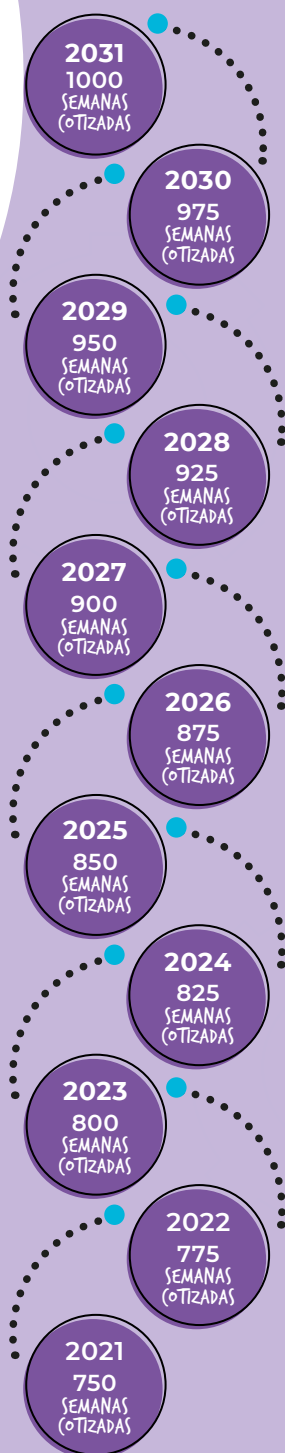 2031
1000
SEMANAS
COTIZADAS
2030
975
SEMANAS
COTIZADAS
2029
950
SEMANAS
COTIZADAS
2028
925
SEMANAS
COTIZADAS
2027
900
SEMANAS
COTIZADAS
2026
875
SEMANAS
COTIZADAS
2025
850
SEMANAS
COTIZADAS
2024
825
SEMANAS
COTIZADAS
2023
800
SEMANAS
COTIZADAS
2022
775
SEMANAS
COTIZADAS
2021
750
SEMANAS
COTIZADAS